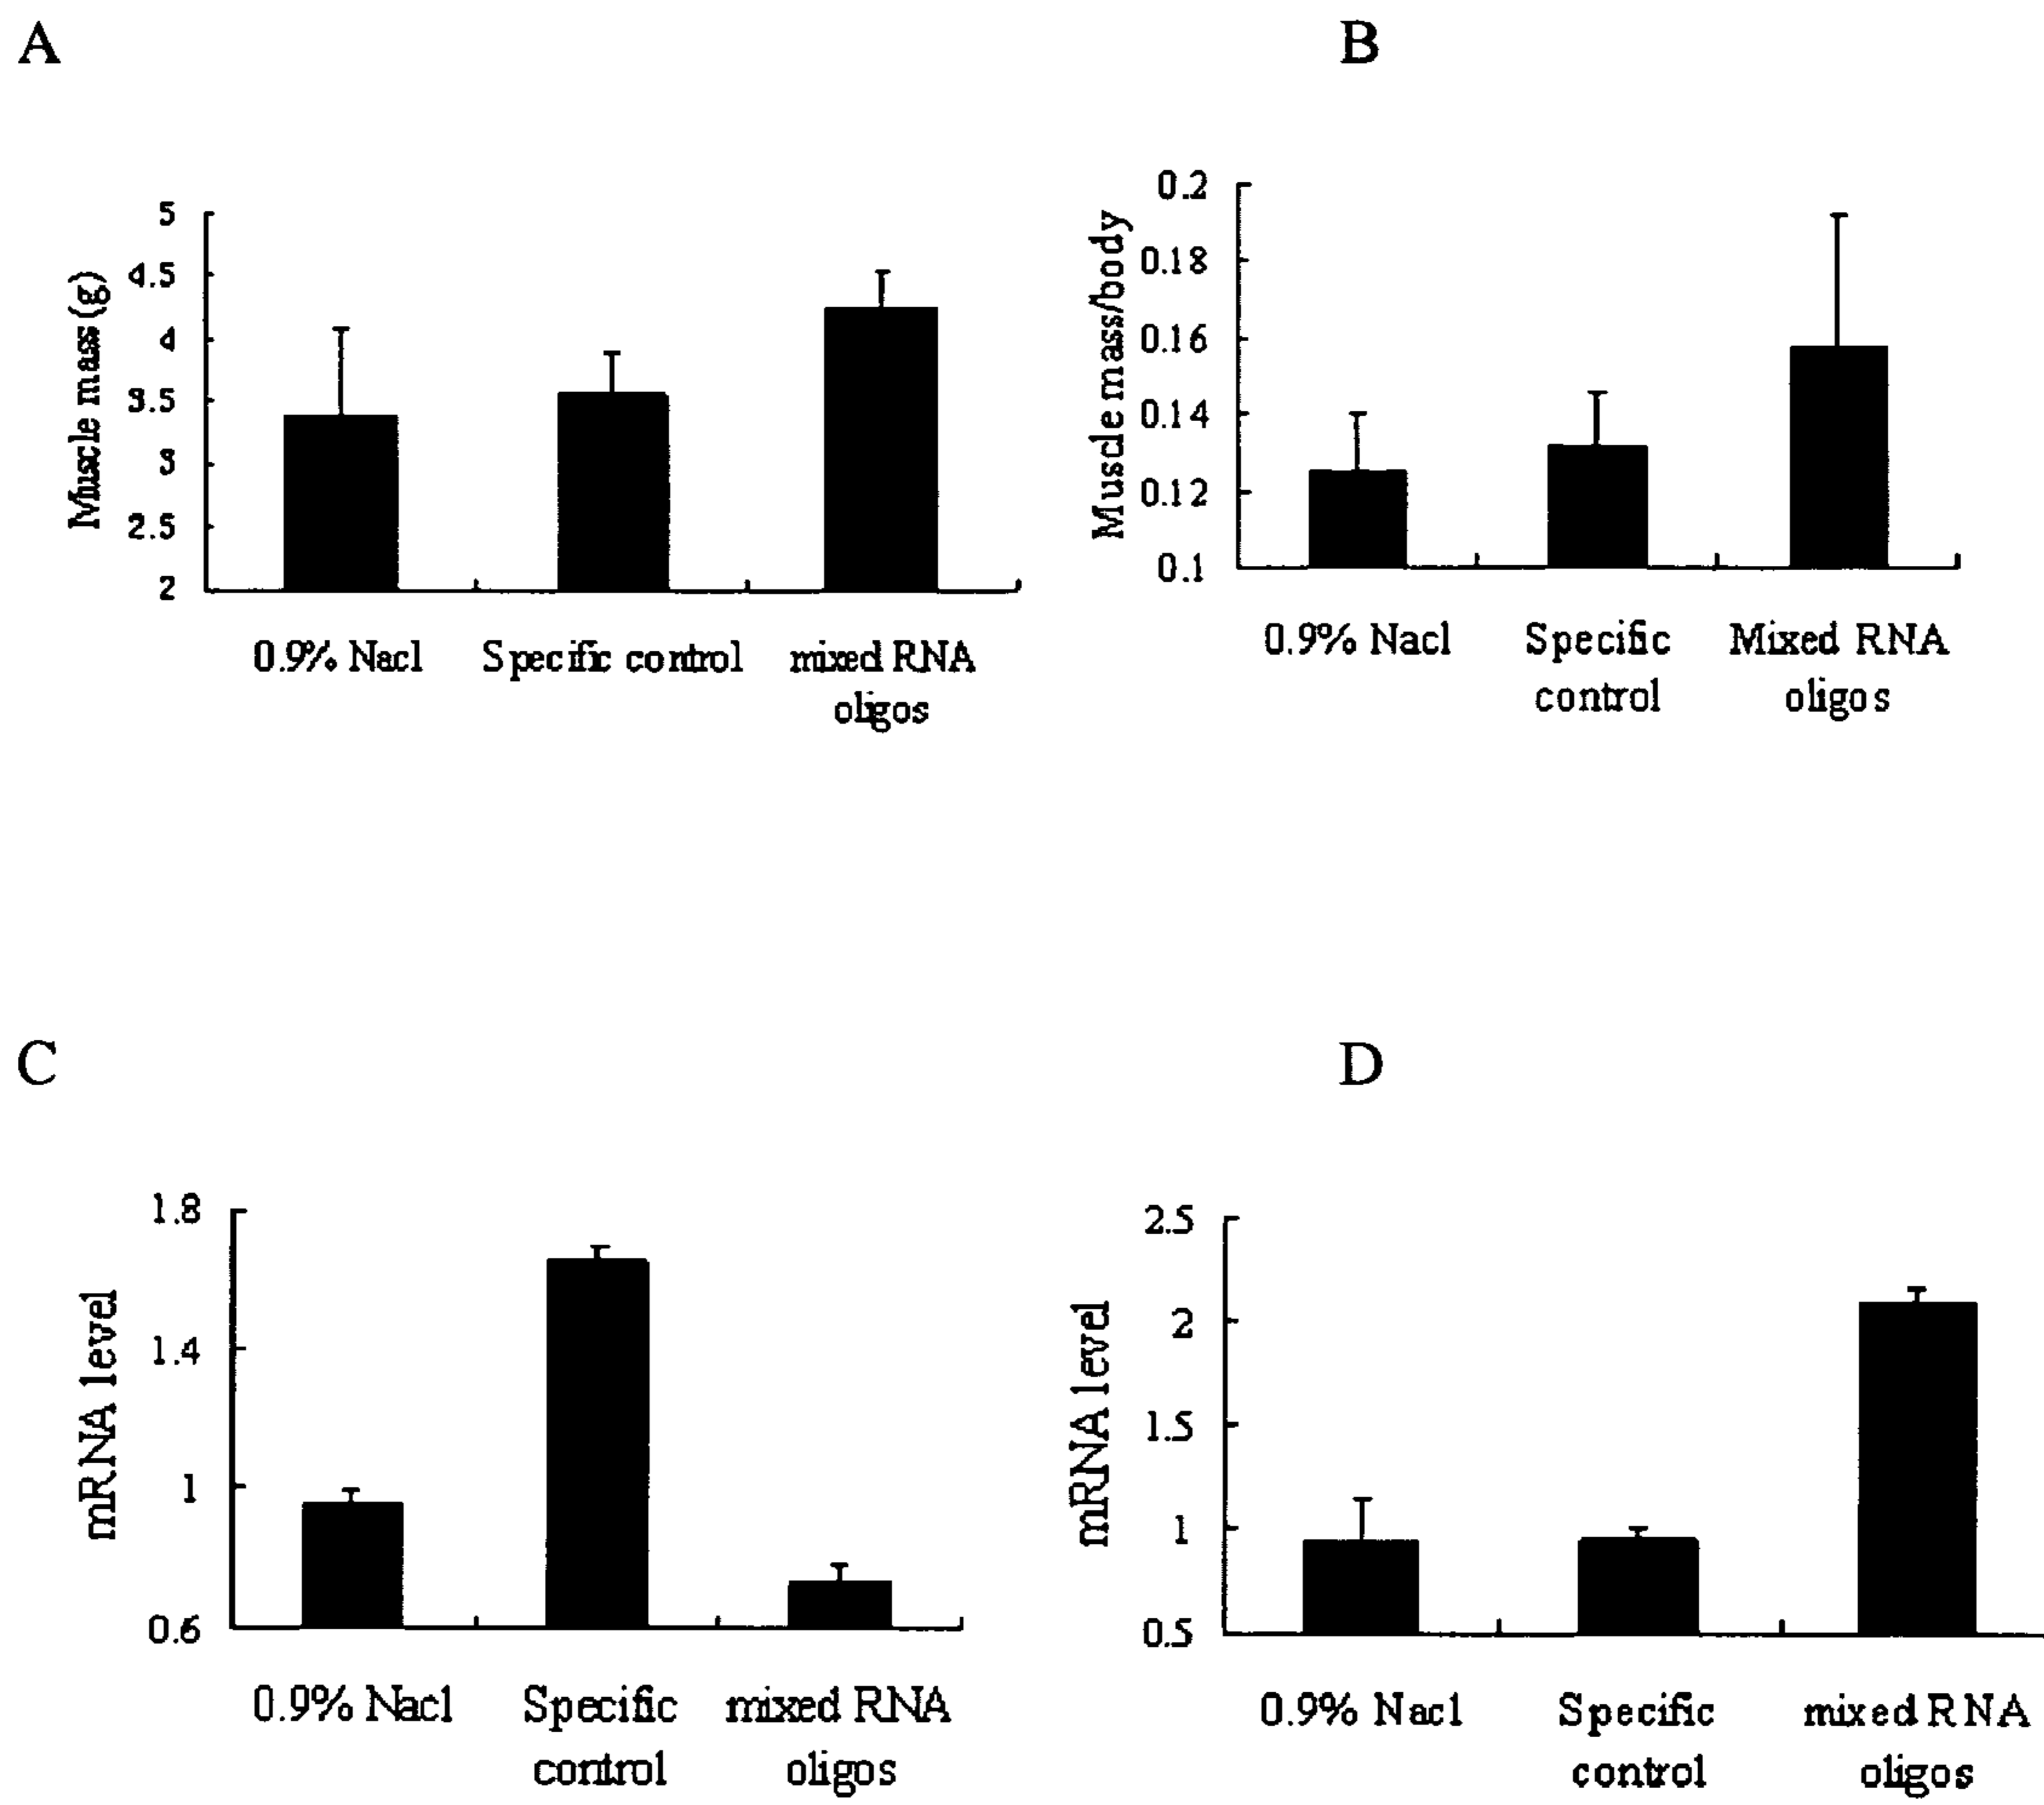 A
B
Muscle mass(g)
5
4.5
4
3.5
3
2.5
2
0.9% Nacl
Specific control
mixed RNA
oligos
Muscle mass/body
0.2
0.18
0.16
0.14
0.12
0.1
0.9% Nacl
Specific
control
Mixed RNA
oligos
C
D
mRNA level
1.8
1.4
1
0.6
0.9% Nacl
Specific
control
mixed RNA
oligos
mRNA level
2.5
2
1.5
1
0.5
0.9% Nacl
Specific
control
mixed RNA
oligos